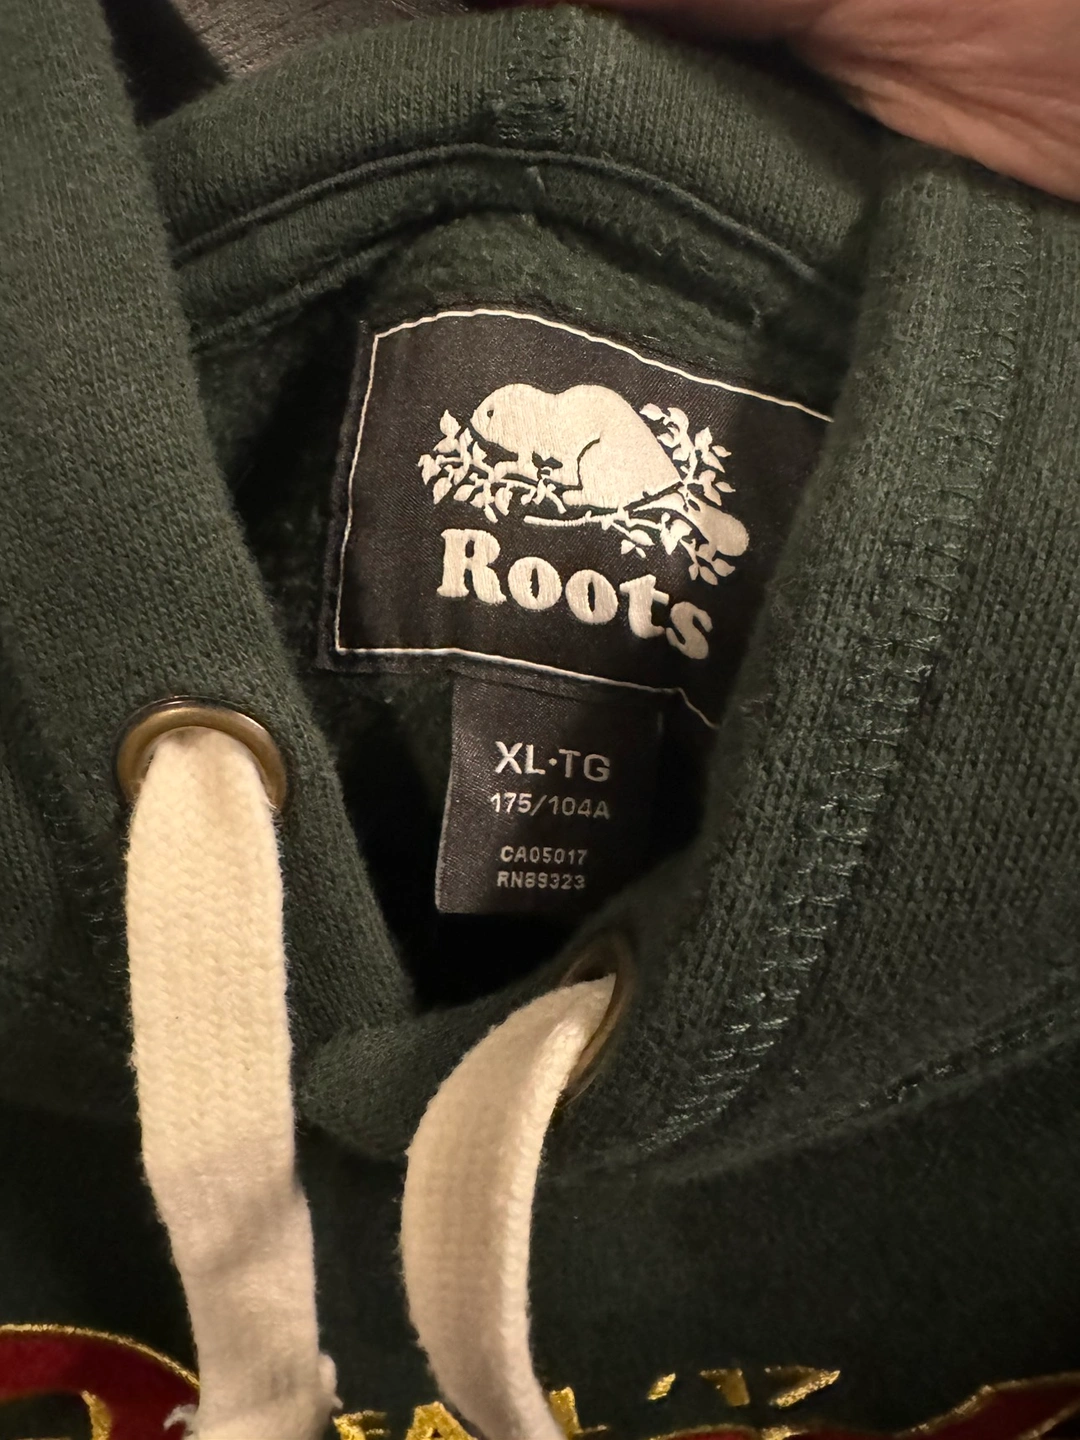 Roots
XL·TG
175/104A
CA05017
RN89323